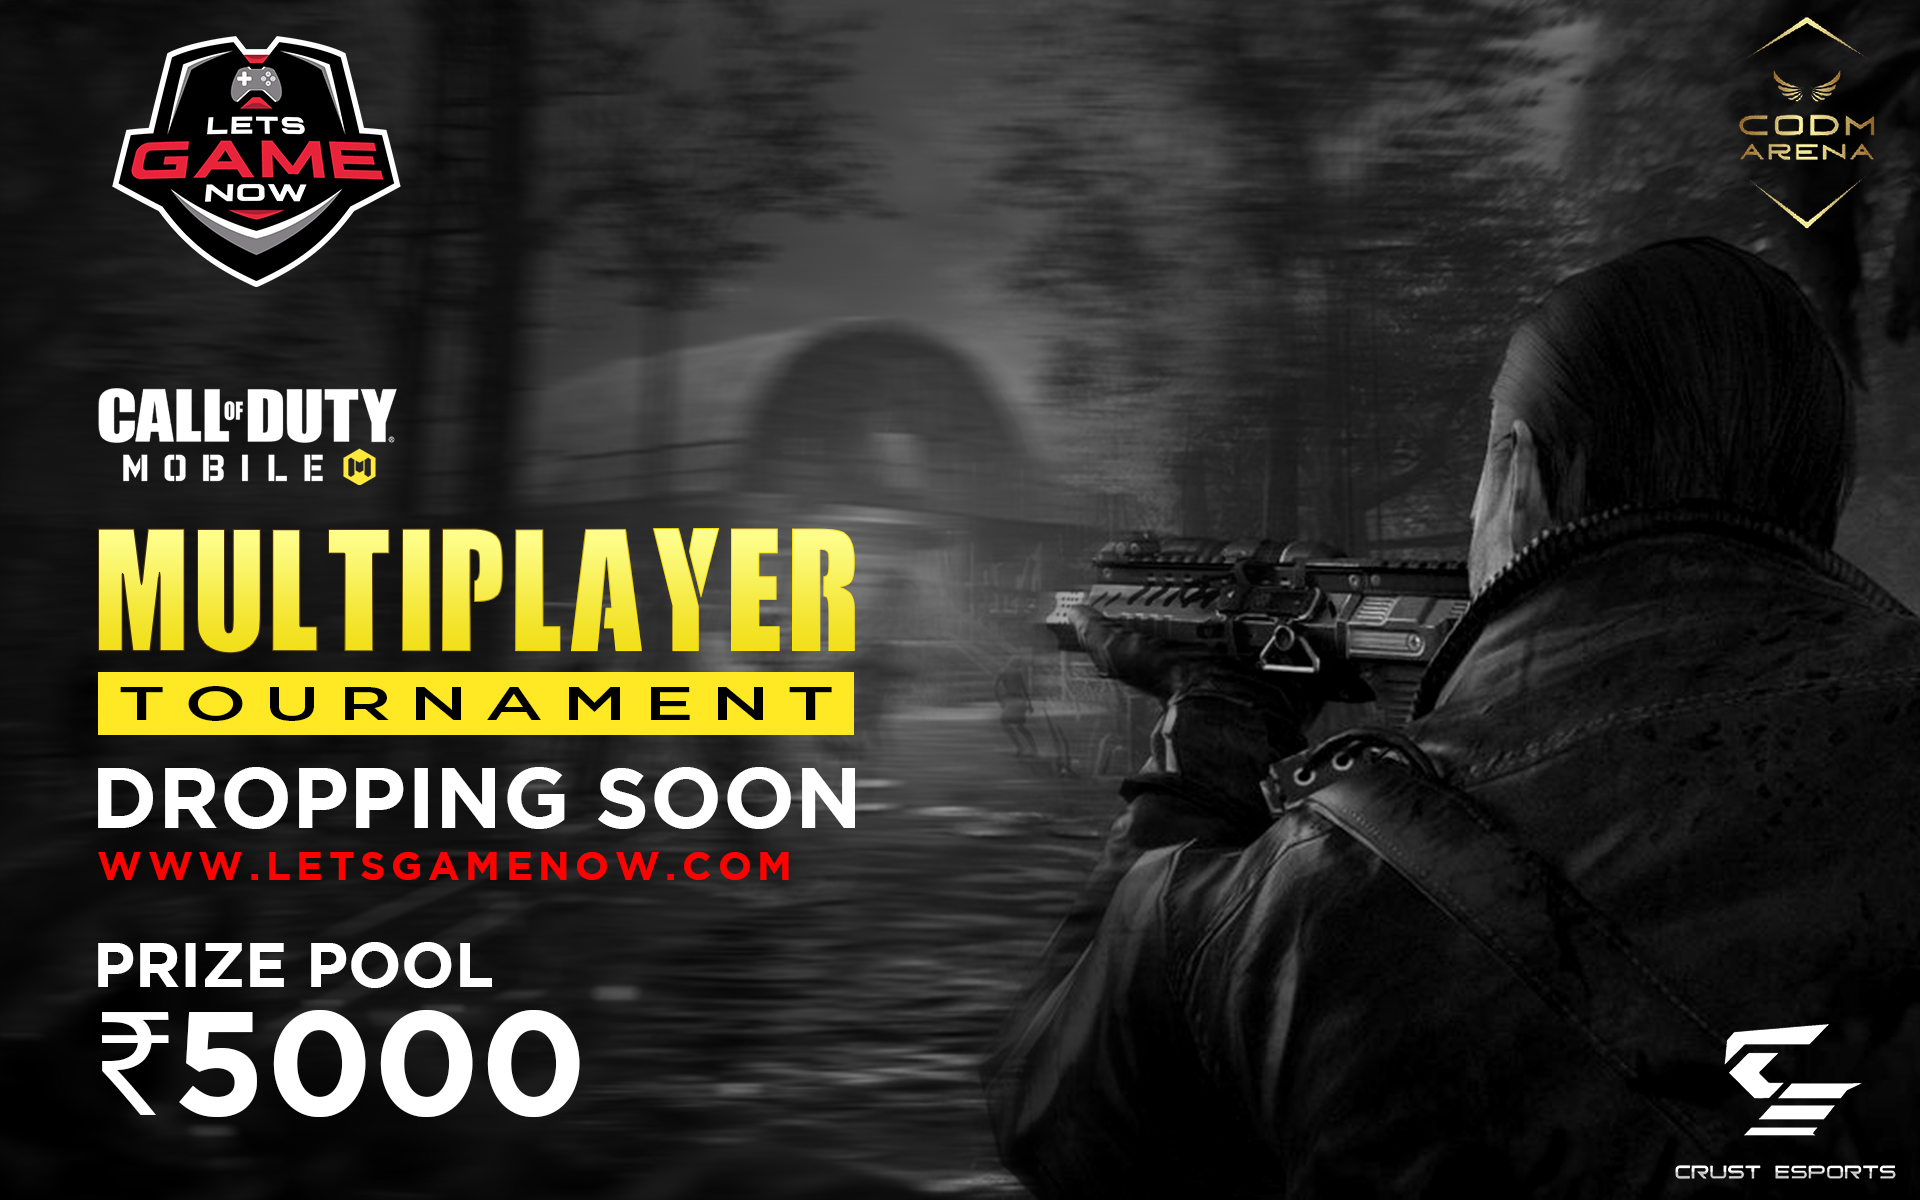 LETS
GAME
NOW
CODM
ARENA
CALL OF DUTY®
MOBILE
MULTIPLAYER
TOURNAMENT
DROPPING SOON
WWW.LETSGAMENOW.COM
PRIZE POOL
₹5000
CRUST ESPORTS